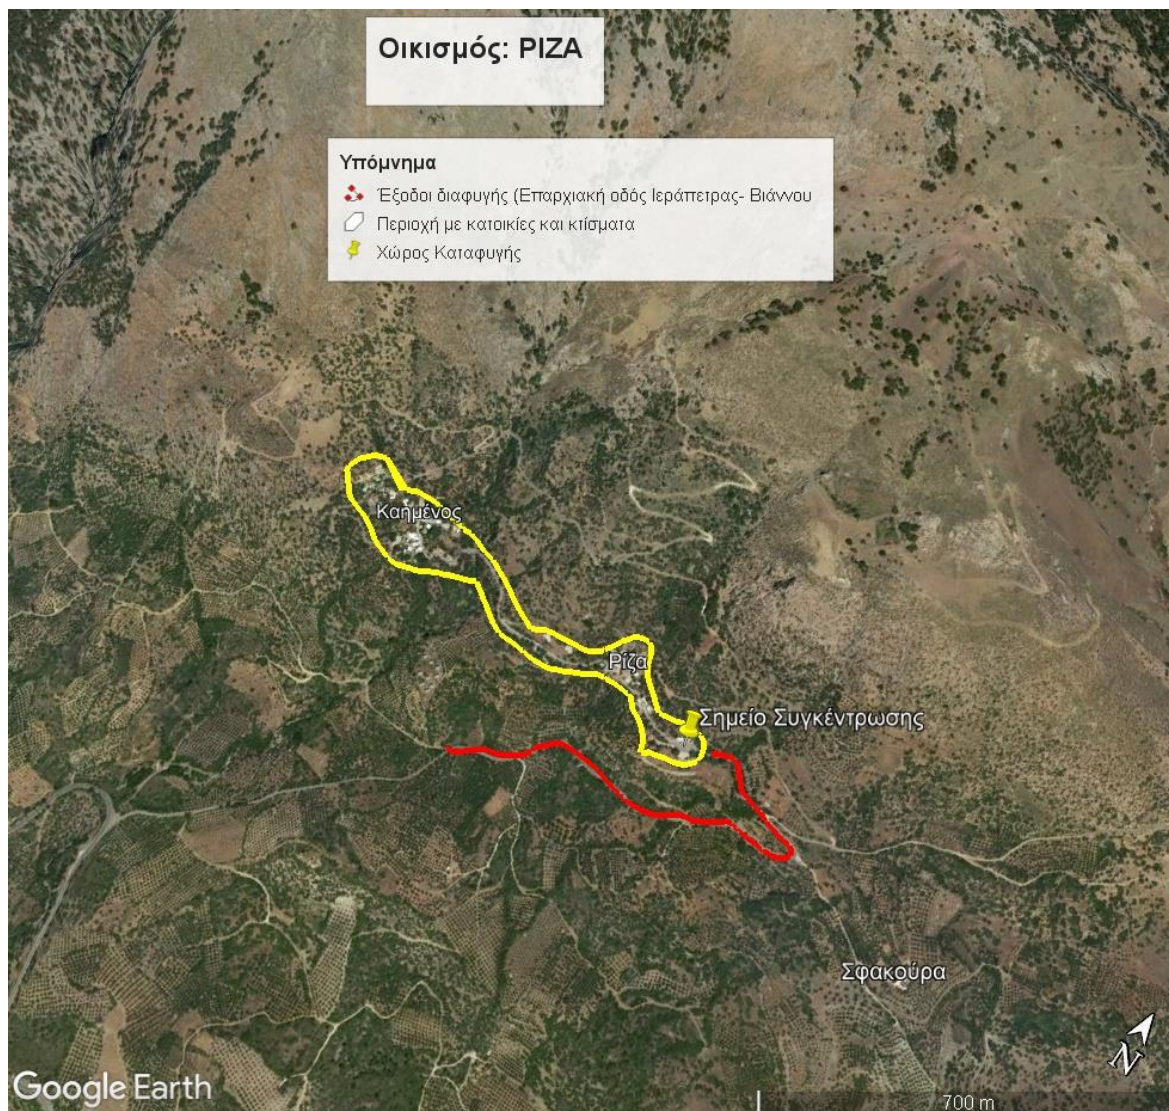 Οικισμός: ΡΙΖΑ
Υπόμνημα
Έξοδοι διαφυγής (Επαρχιακή οδός Ιεράπετρας- Βιάννου
Περιοχή με κατοικίες και κτίσματα
Χώρος Καταφυγής
Καημένος
Ρίζα
Σημείο Συγκέντρωσης
Σφακούρα
N
Google Earth
700 m